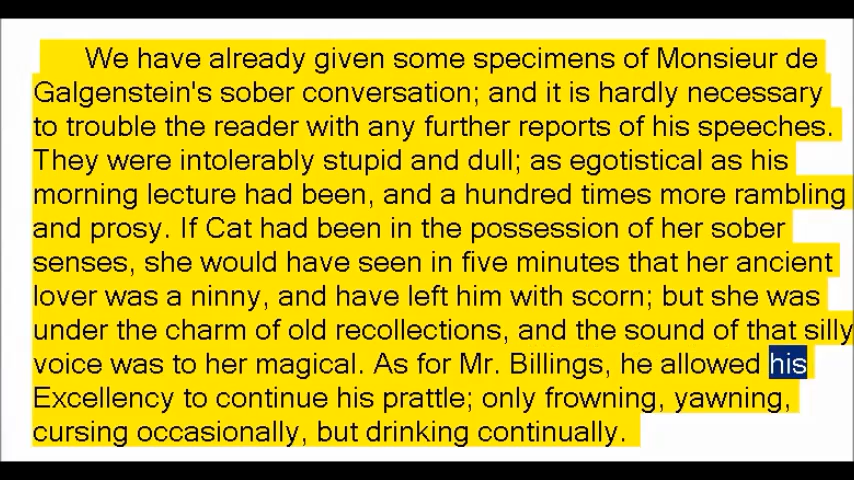 We have already given some specimens of Monsieur de
Galgenstein's sober conversation; and it is hardly necessary
to trouble the reader with any further reports of his speeches.
They were intolerably stupid and dull; as egotistical as his
morning lecture had been, and a hundred times more rambling
and prosy. If Cat had been in the possession of her sober
senses, she would have seen in five minutes that her ancient
lover was a ninny, and have left him with scorn; but she was
under the charm of old recollections, and the sound of that silly
voice was to her magical. As for Mr. Billings, he allowed his
Excellency to continue his prattle; only frowning, yawning,
cursing occasionally, but drinking continually.